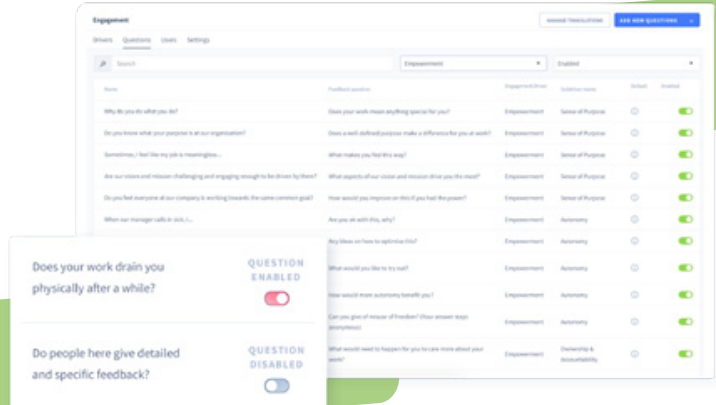 Engagement
MANAGE TRANSLATIONS
ADD NEW QUESTIONS
Drivers Questions Users Settings
Search
Empowerment
Enabled
Name Feedback question Engagement Driver Subdriver name Default Enabled
Why do you do what you do? Does your work mean anything special for you? Empowerment Sense of Purpose
Do you know what your purpose is at our organisation? Does a well defined purpose make a difference for you at work? Empowerment Sense of Purpose
Sometimes, I feel like my job is meaningless... What makes you feel this way? Empowerment Sense of Purpose
Are our vision and mission challenging and engaging enough to be driven by them? What aspects of our vision and mission drive you the most? Empowerment Sense of Purpose
Do you feel everyone at our company is working towards the same common goal? How would you improve on this if you had the power? Empowerment Sense of Purpose
When our manager calls in sick, I... Are you ok with this, why? Empowerment Autonomy
Any ideas on how to optimise this? Empowerment Autonomy
What would you like to try out? Empowerment Autonomy
How would more autonomy benefit you? Empowerment Autonomy
Can you give of misuse of freedom? (Your answer stays
anonymous) Empowerment Autonomy
What would need to happen for you to care more about your
work? Empowerment Ownership &
Accountability
Does your work drain you
physically after a while?
QUESTION
ENABLED
Do people here give detailed
and specific feedback?
QUESTION
DISABLED